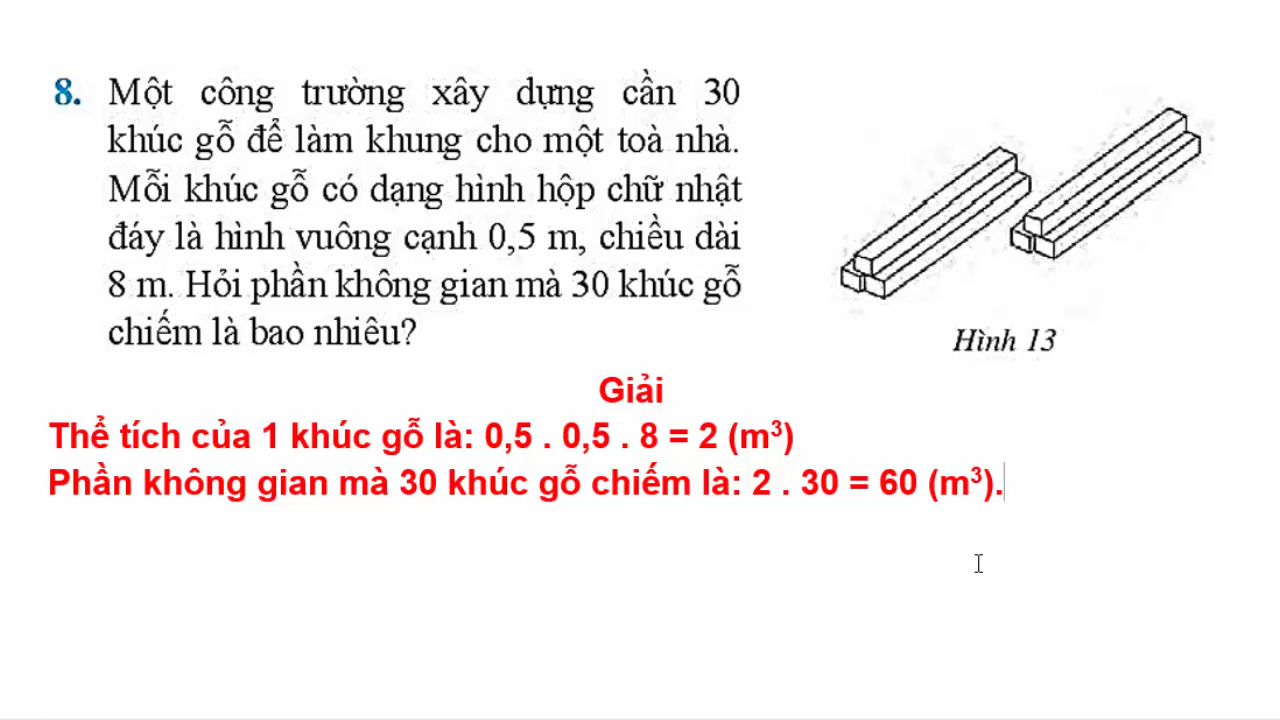 8. Một công trường xây dựng cần 30
khúc gỗ để làm khung cho một toà nhà.
Mỗi khúc gỗ có dạng hình hộp chữ nhật
đáy là hình vuông cạnh 0,5 m, chiều dài
8 m. Hỏi phần không gian mà 30 khúc gỗ
chiếm là bao nhiêu?
Hình 13
Giải
Thể tích của 1 khúc gỗ là: 0,5 . 0,5 . 8 = 2 (m³)
Phần không gian mà 30 khúc gỗ chiếm là: 2 . 30 = 60 (m³).